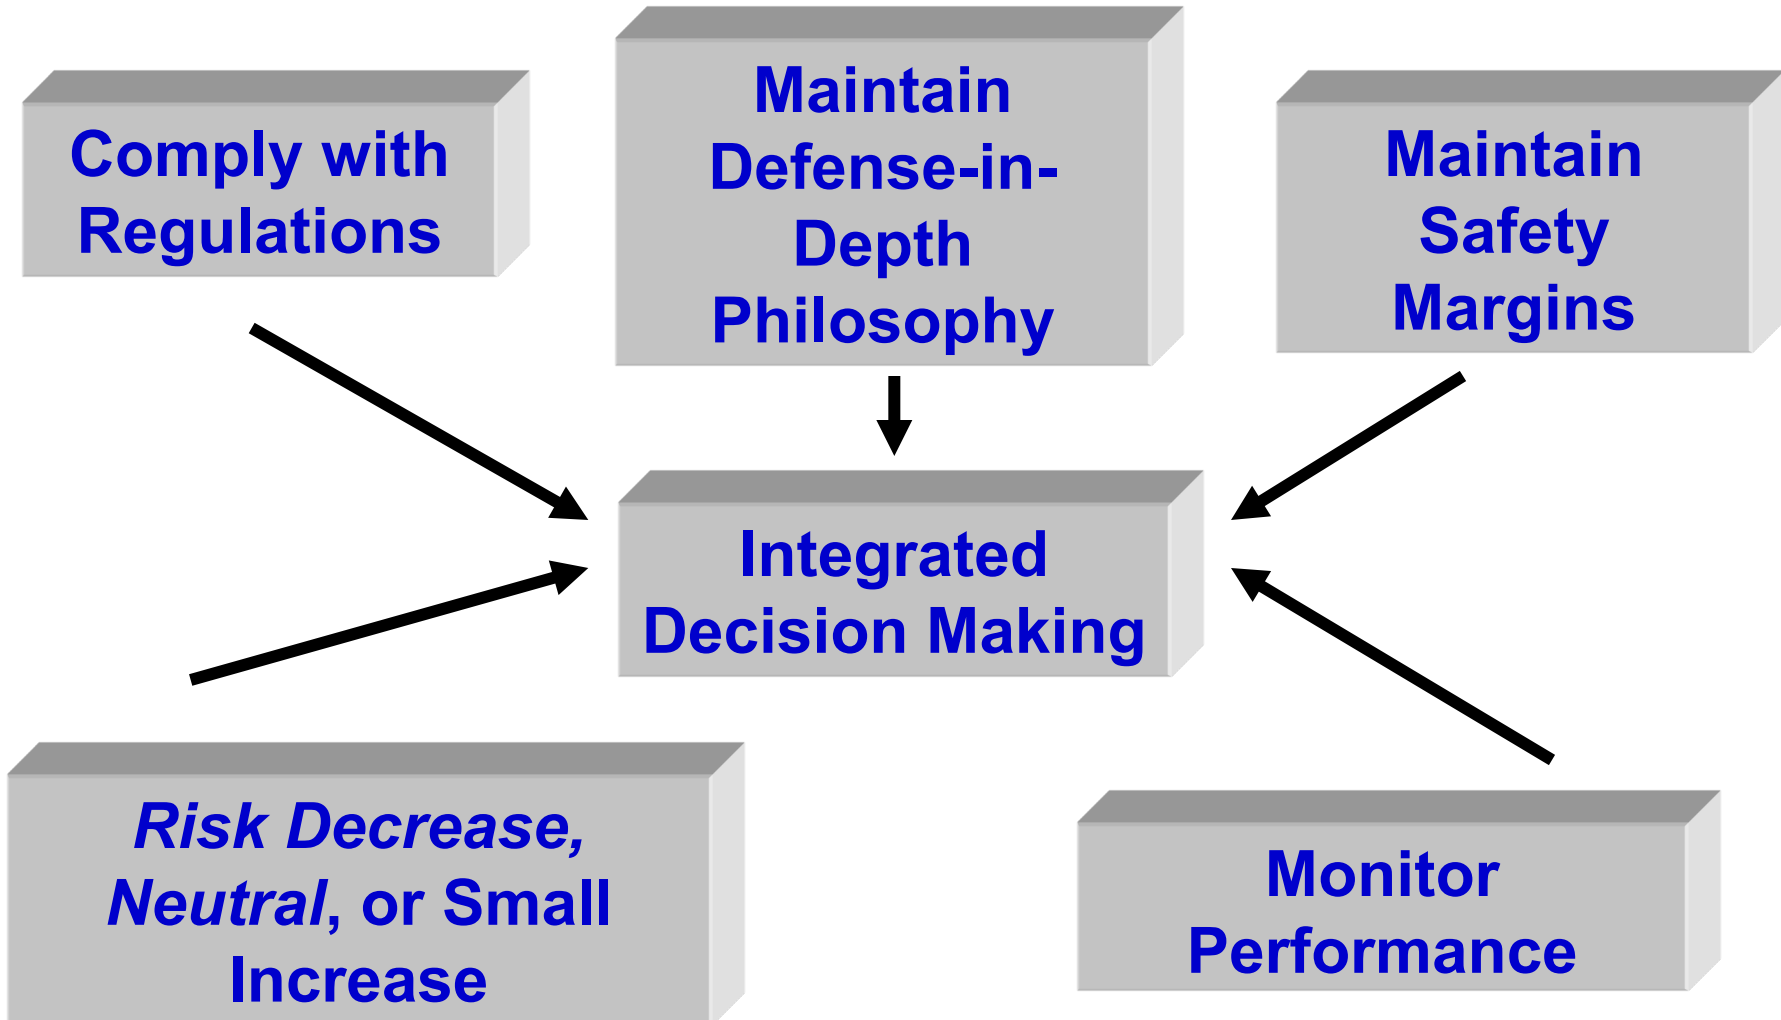 Comply with
Regulations
Maintain
Defense-in-
Depth
Philosophy
Maintain
Safety
Margins
Integrated
Decision Making
Risk Decrease,
Neutral, or Small
Increase
Monitor
Performance